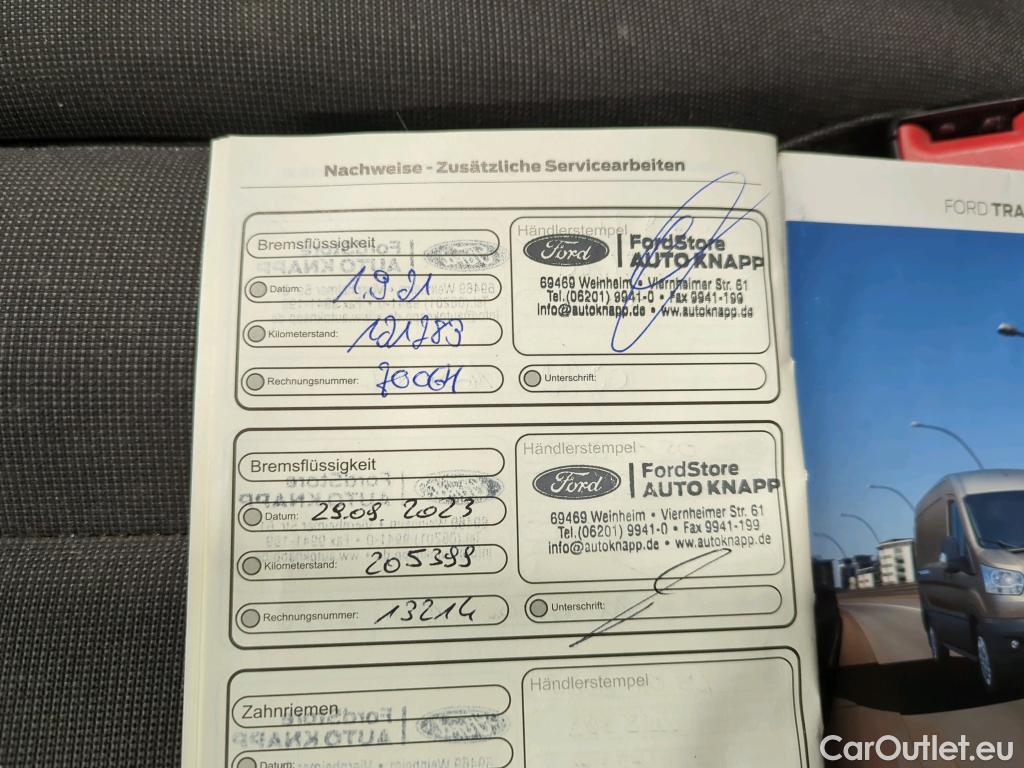 Nachweise - Zusätzliche Servicearbeiten
Bremsflüssigkeit
Datum: 1.9.21
Kilometerstand: 121783
Rechnungsnummer:
Händlerstempel
Ford
FordStore
AUTO KNAPP
69469 Weinheim • Viernheimer Str. 61
Tel.(06201) 9941-0 • Fax 9941-199
info@autoknapp.de • www.autoknapp.de
Unterschrift:
Bremsflüssigkeit
Datum: 29.09 2023
Kilometerstand: 205399
Rechnungsnummer: 13214
Händlerstempel
Ford
FordStore
AUTO KNAPP
69469 Weinheim • Viernheimer Str. 61
Tel.(06201) 9941-0 • Fax 9941-199
info@autoknapp.de • www.autoknapp.de
Unterschrift:
Zahnriemen
Datum:
Händlerstempel
FORD TRA
CarOutlet.eu